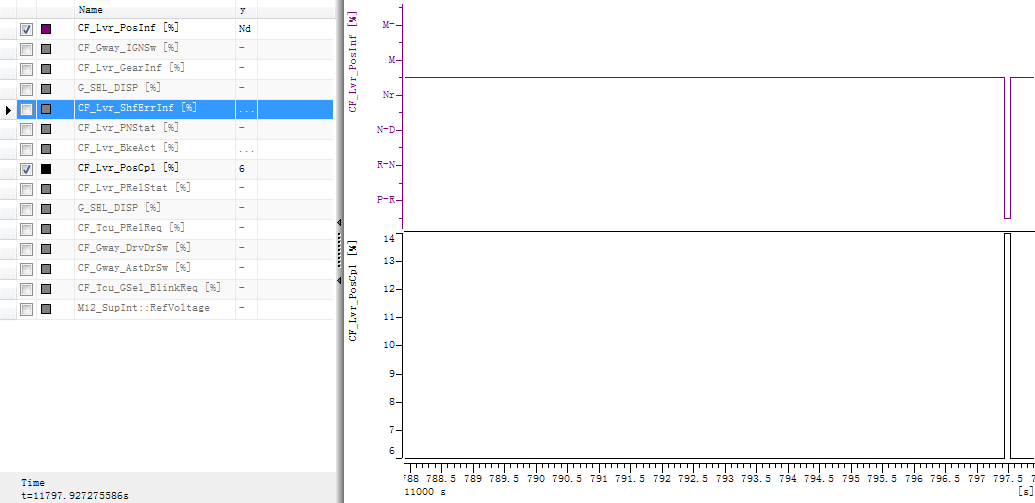 Name y
CF_Lvr_PosInf [%] Nd
CF_Gway_IGNSw [%] -
CF_Lvr_GearInf [%] -
G_SEL_DISP [%] -
CF_Lvr_ShfErrInf [%] ...
CF_Lvr_PNStat [%] -
CF_Lvr_BkeAct [%] ...
CF_Lvr_PosCpl [%] 6
CF_Lvr_PRelStat [%] -
G_SEL_DISP [%] -
CF_Tcu_PRelReq [%] -
CF_Gway_DrvDrSw [%] -
CF_Gway_AstDrSw [%] -
CF_Tcu_GSel_BlinkReq [%] -
M12_SupInt::RefVoltage -
Time
t=11797.927275586s
CF_Lvr_PosInf [%]
M-
M
Nr
N-D
R-N
P-R
CF_Lvr_PosCpl [%]
14
13
12
11
10
9
8
7
6
788 788.5 789 789.5 790 790.5 791 791.5 792 792.5 793 793.5 794 794.5 795 795.5 796 796.5 797 797.5
11000 s [s]